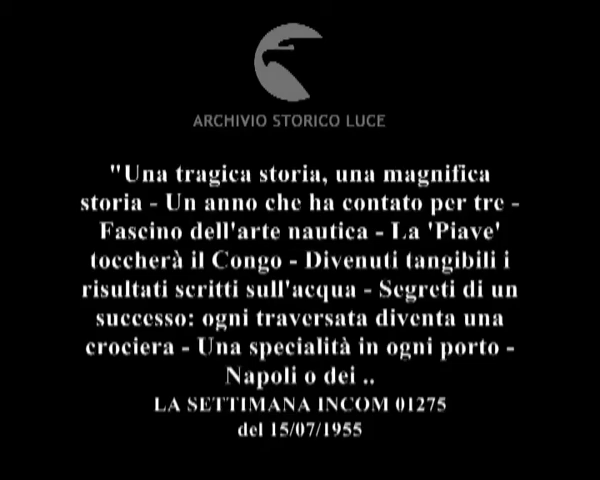 ARCHIVIO STORICO LUCE
"Una tragica storia, una magnifica
storia - Un anno che ha contato per tre -
Fascino dell'arte nautica - La 'Piave'
toccherà il Congo - Divenuti tangibili i
risultati scritti sull'acqua - Segreti di un
successo: ogni traversata diventa una
crociera - Una specialità in ogni porto -
Napoli o dei ..
LA SETTIMANA INCOM 01275
del 15/07/1955